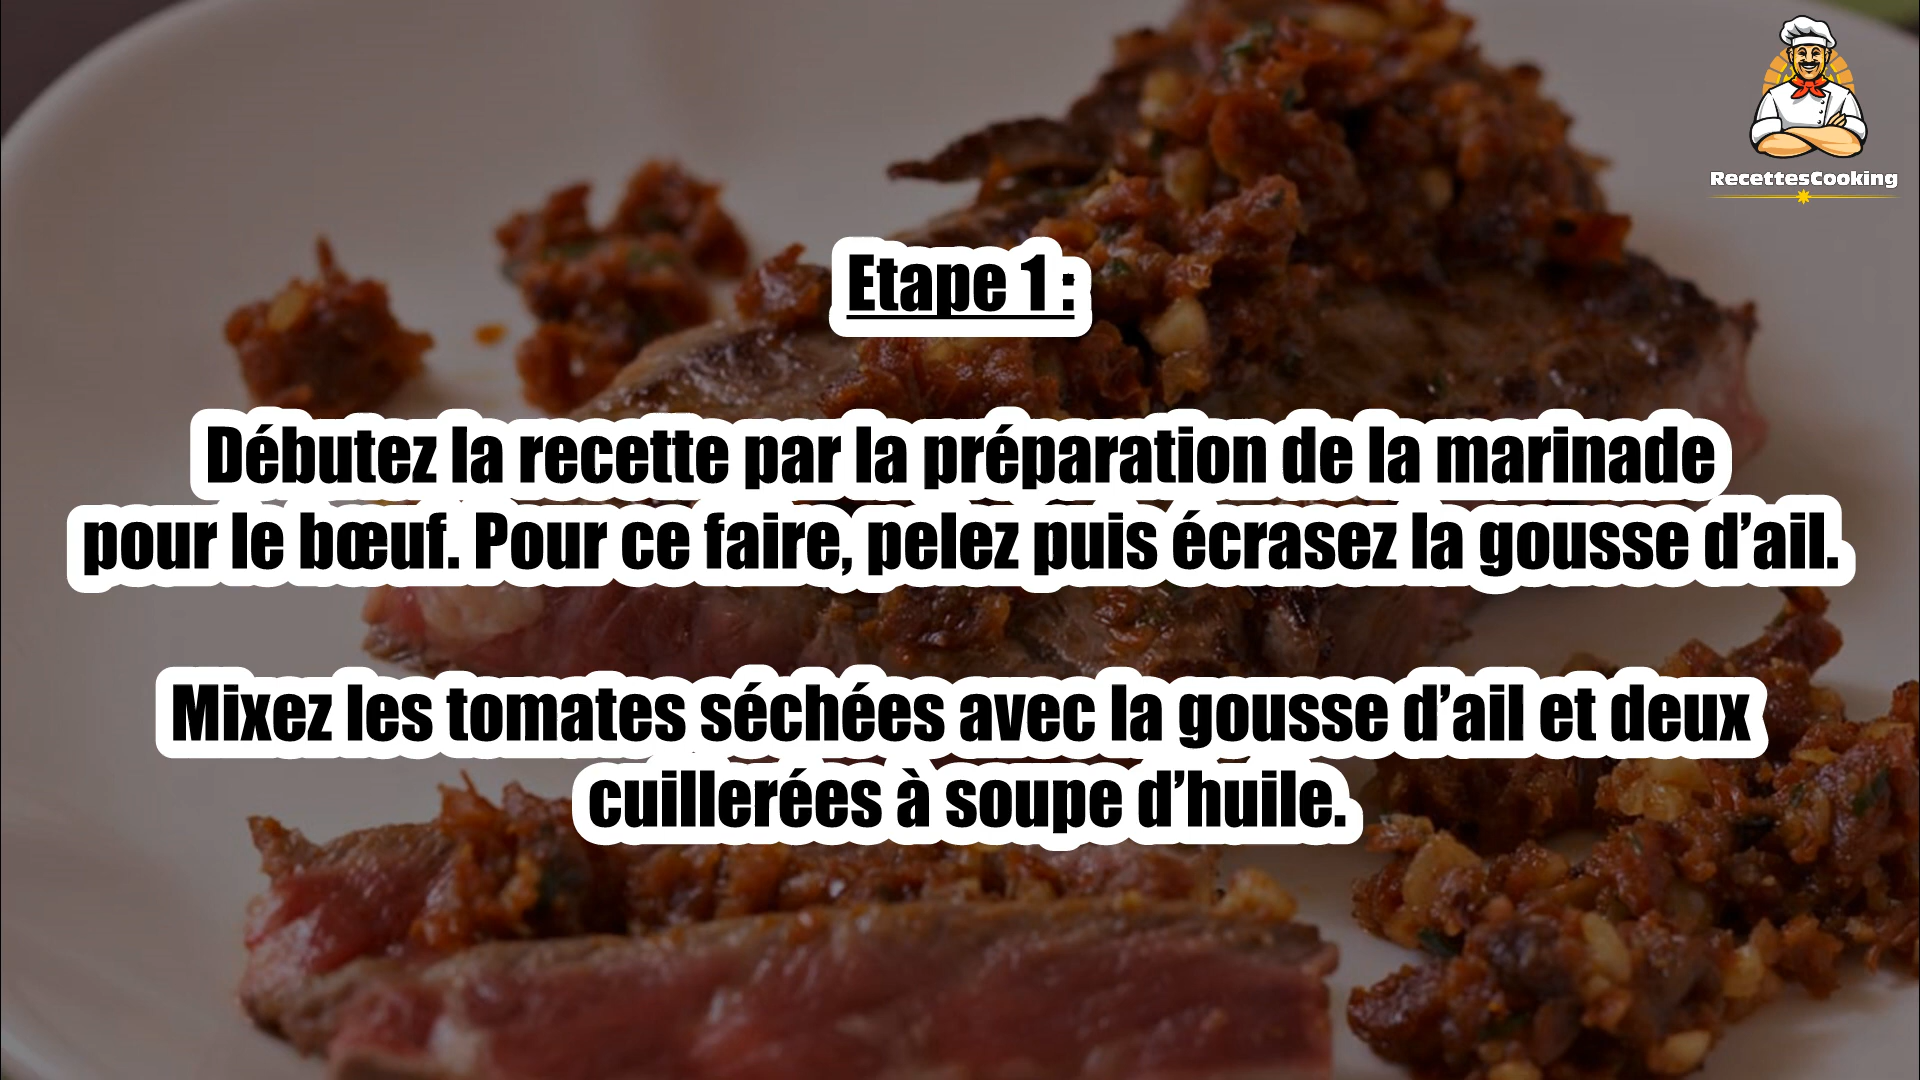 RecettesCooking
Etape 1 :
Débutez la recette par la préparation de la marinade
pour le bœuf. Pour ce faire, pelez puis écrasez la gousse d’ail.
Mixez les tomates séchées avec la gousse d’ail et deux
cuillerées à soupe d’huile.